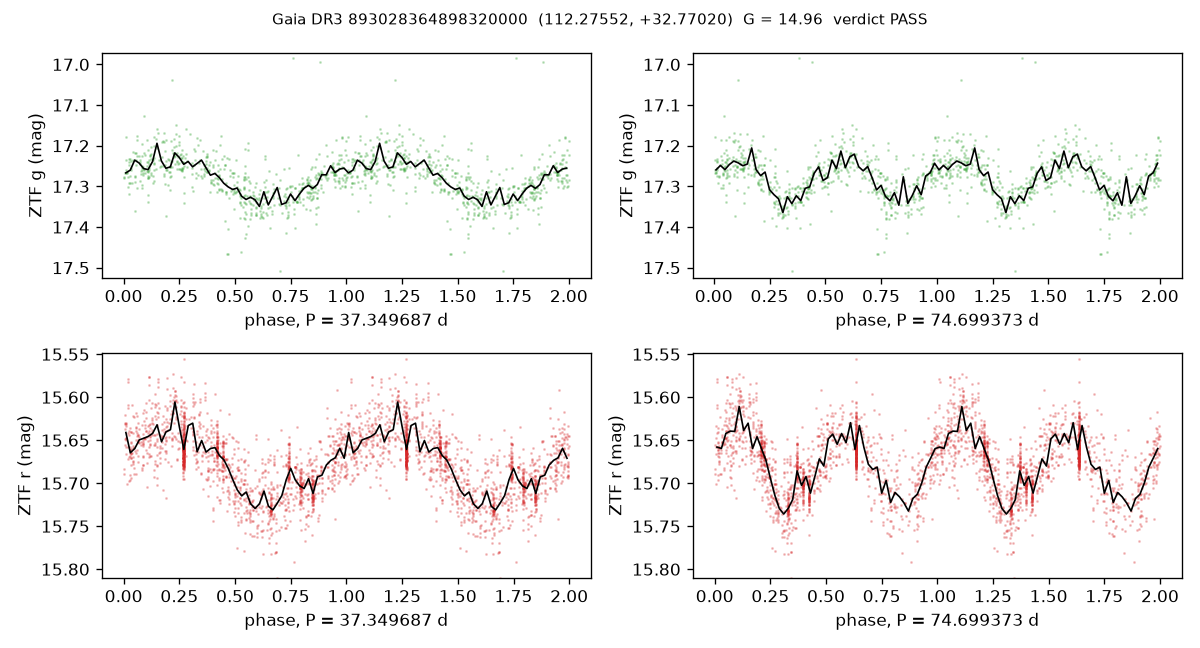 Gaia DR3 893028364898320000 (112.27552, +32.77020) G = 14.96 verdict PASS
ZTF g (mag)
17.0
17.1
17.2
17.3
17.4
17.5
0.00 0.25 0.50 0.75 1.00 1.25 1.50 1.75 2.00
phase, P = 37.349687 d
ZTF g (mag)
17.0
17.1
17.2
17.3
17.4
17.5
0.00 0.25 0.50 0.75 1.00 1.25 1.50 1.75 2.00
phase, P = 74.699373 d
ZTF r (mag)
15.55
15.60
15.65
15.70
15.75
15.80
0.00 0.25 0.50 0.75 1.00 1.25 1.50 1.75 2.00
phase, P = 37.349687 d
ZTF r (mag)
15.55
15.60
15.65
15.70
15.75
15.80
0.00 0.25 0.50 0.75 1.00 1.25 1.50 1.75 2.00
phase, P = 74.699373 d